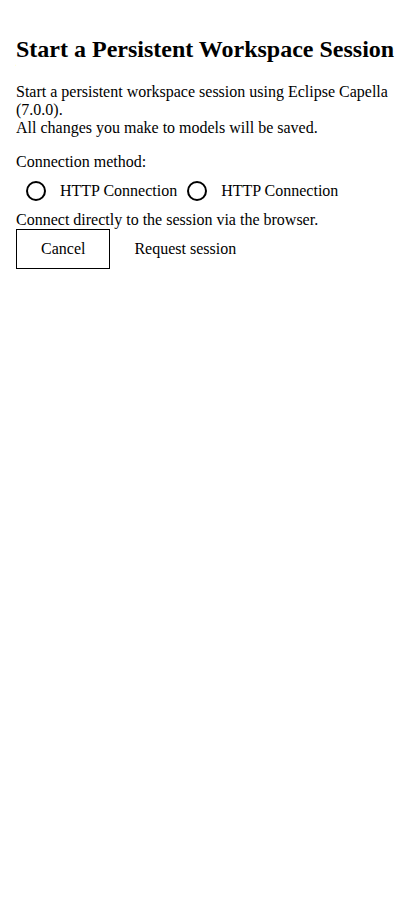 Start a Persistent Workspace Session
Start a persistent workspace session using Eclipse Capella
(7.0.0).
All changes you make to models will be saved.
Connection method:
HTTP Connection HTTP Connection
Connect directly to the session via the browser.
Cancel Request session